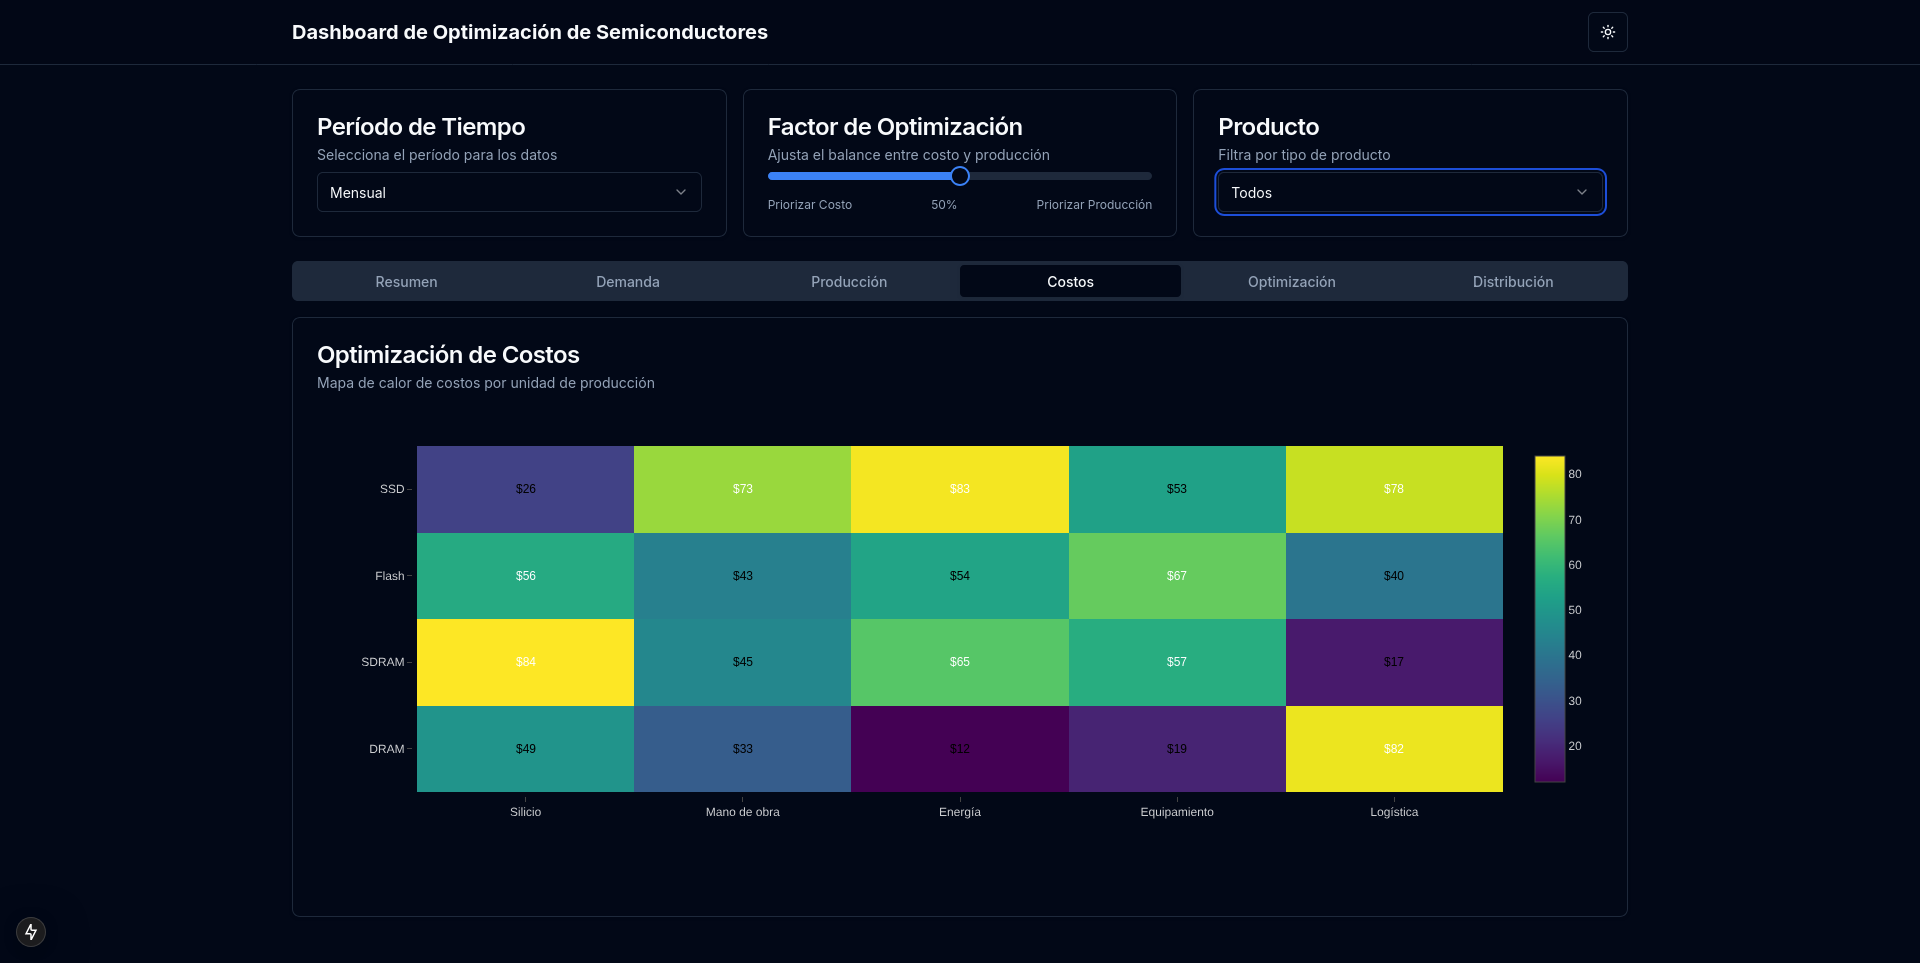 Dashboard de Optimización de Semiconductores
Período de Tiempo
Selecciona el período para los datos
Mensual
Factor de Optimización
Ajusta el balance entre costo y producción
Priorizar Costo 50% Priorizar Producción
Producto
Filtra por tipo de producto
Todos
Resumen Demanda Producción Costos Optimización Distribución
Optimización de Costos
Mapa de calor de costos por unidad de producción
SSD $26 $73 $83 $53 $78
Flash $56 $43 $54 $67 $40
SDRAM $84 $45 $65 $57 $17
DRAM $49 $33 $12 $19 $82
Silicio Mano de obra Energía Equipamiento Logística
80
70
60
50
40
30
20